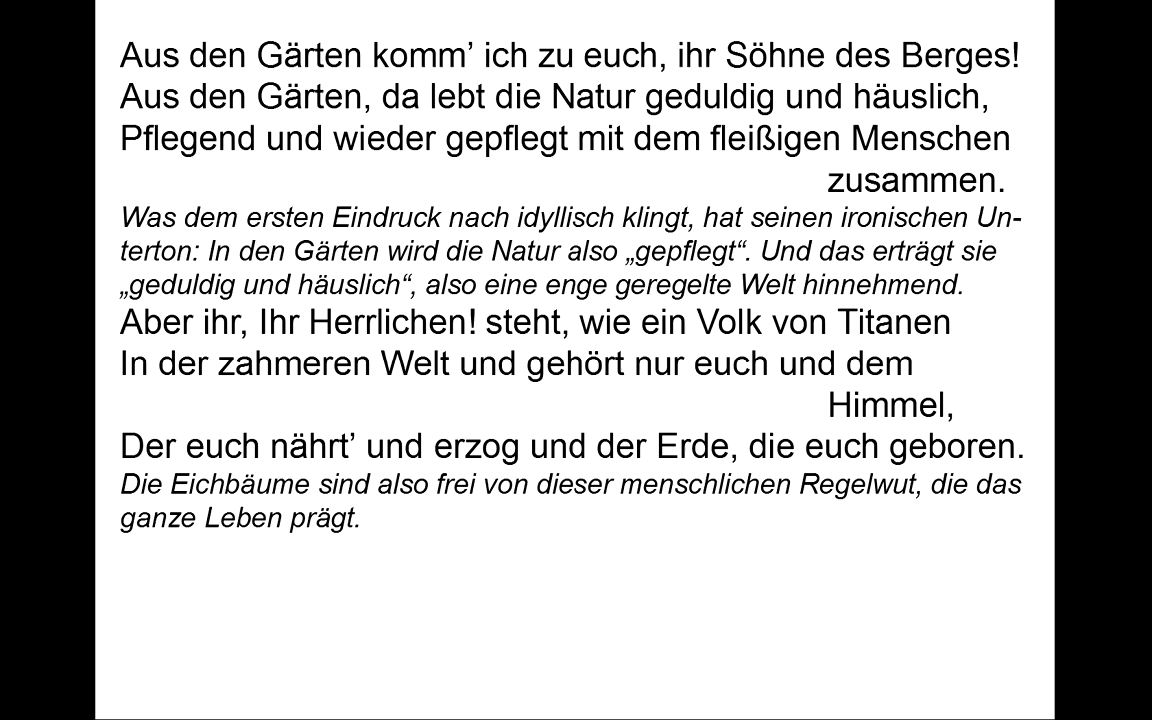 Aus den Gärten komm’ ich zu euch, ihr Söhne des Berges!
Aus den Gärten, da lebt die Natur geduldig und häuslich,
Pflegend und wieder gepflegt mit dem fleißigen Menschen
zusammen.
Was dem ersten Eindruck nach idyllisch klingt, hat seinen ironischen Un-
terton: In den Gärten wird die Natur also „gepflegt“. Und das erträgt sie
„geduldig und häuslich“, also eine enge geregelte Welt hinnehmend.
Aber ihr, Ihr Herrlichen! steht, wie ein Volk von Titanen
In der zahmeren Welt und gehört nur euch und dem
Himmel,
Der euch nährt’ und erzog und der Erde, die euch geboren.
Die Eichbäume sind also frei von dieser menschlichen Regelwut, die das
ganze Leben prägt.